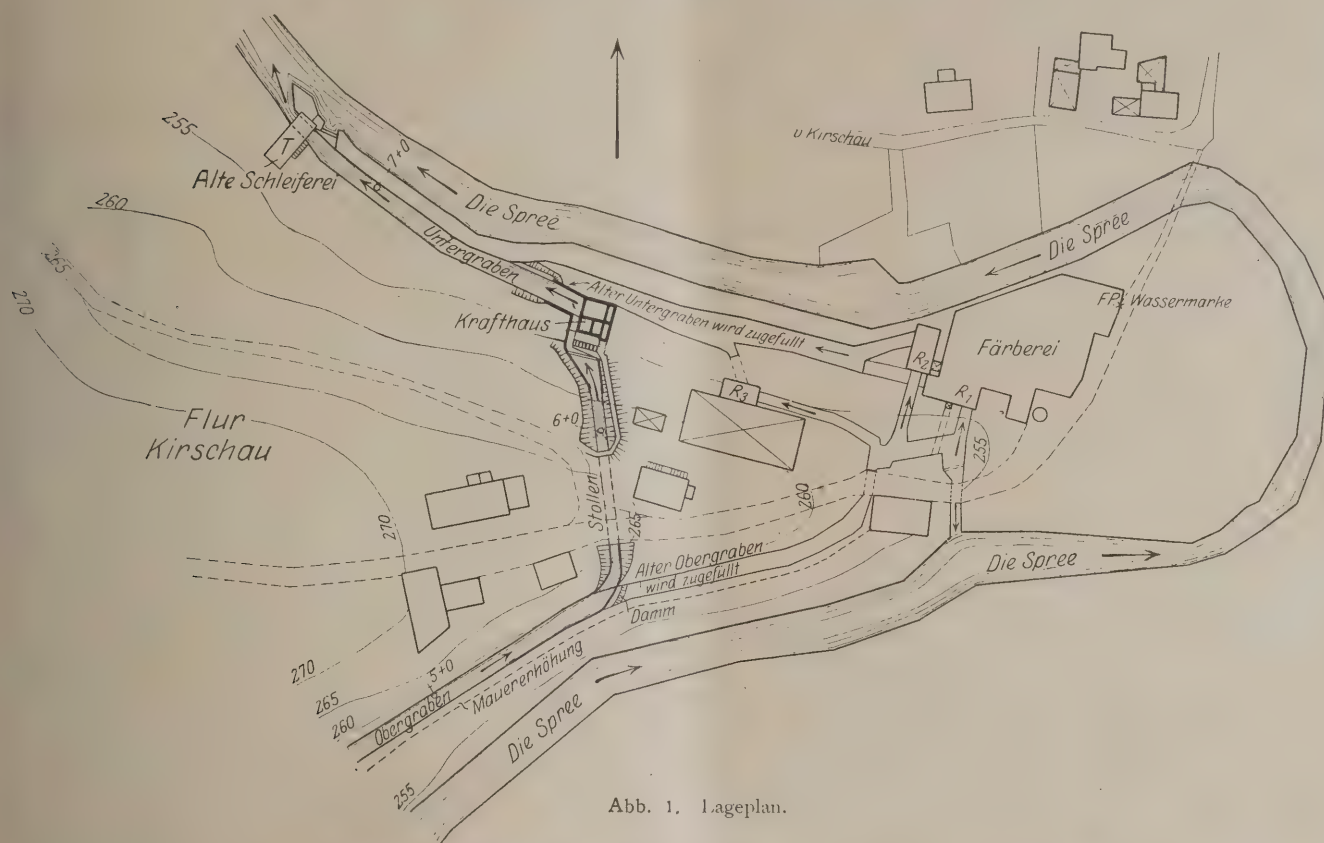 255
T
7+0
Alte Schleiferei
260
265
270
Die Spree
Untergraben
Krafthaus
Alter Untergraben wird zugefullt
v Kirschau
Die Spree
FP. Wassermarke
Färberei
R2
R1
R3
255
Flur
Kirschau
6+0
Stollen
265
260
270
Alter Obergraben
wird zugefullt
Damm
Die Spree
270
265
260
5+0
Obergraben
Mauererhöhung
Die Spree
255
Abb. 1. Lageplan.